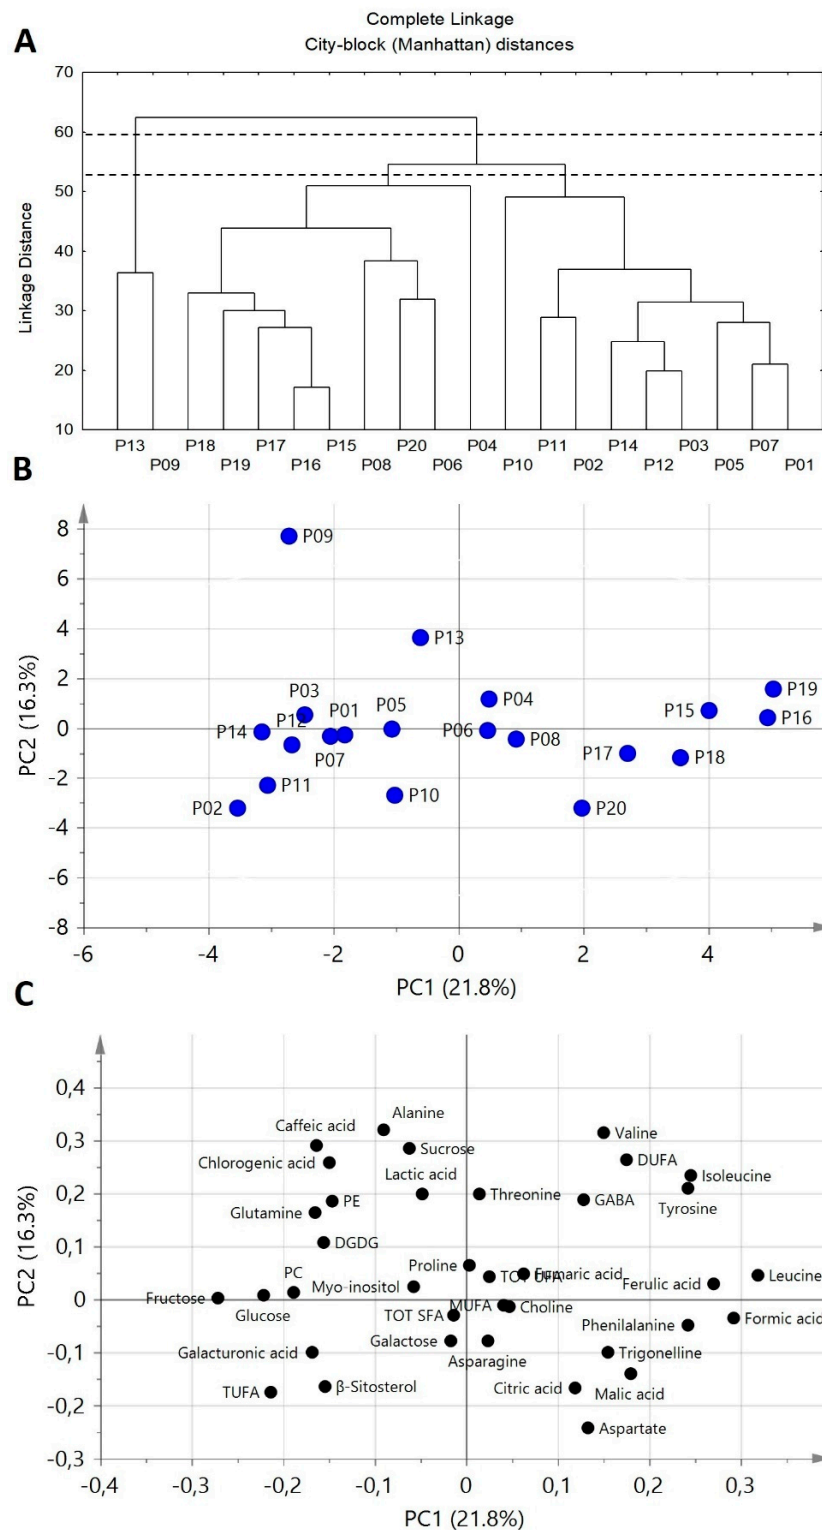 A
Complete Linkage
City-block (Manhattan) distances
Linkage Distance
70
60
50
40
30
20
10
P13 P18 P17 P15 P20 P04 P11 P14 P03 P07
P09 P19 P16 P08 P06 P10 P02 P12 P05 P01
B
PC2 (16.3%)
8
6
4
2
0
-2
-4
-6
-8
P09
P13
P03
P19
P04
P01
P05
P15
P16
P12
P14
P06
P08
P07
P17
P18
P11
P10
P02
P20
-6 -4 -2 0 2 4
PC1 (21.8%)
C
PC2 (16.3%)
0,4
0,3
0,2
0,1
0
-0,1
-0,2
-0,3
Alanine
Caffeic acid
Valine
Sucrose
Chlorogenic acid
DUFA
Isoleucine
Lactic acid
Threonine
GABA
Tyrosine
PE
Glutamine
DGDG
Proline
PC
Myo-inositol
TOT UFA
Fumaric acid
Ferulic acid
Leucine
Fructose
Glucose
TOT SFA
MUFA
Choline
Phenilalanine
Formic acid
Galactose
Asparagine
Galacturonic acid
Trigonelline
TUFA
β-Sitosterol
Citric acid
Malic acid
Aspartate
-0,4 -0,3 -0,2 -0,1 0 0,1 0,2 0,3
PC1 (21.8%)